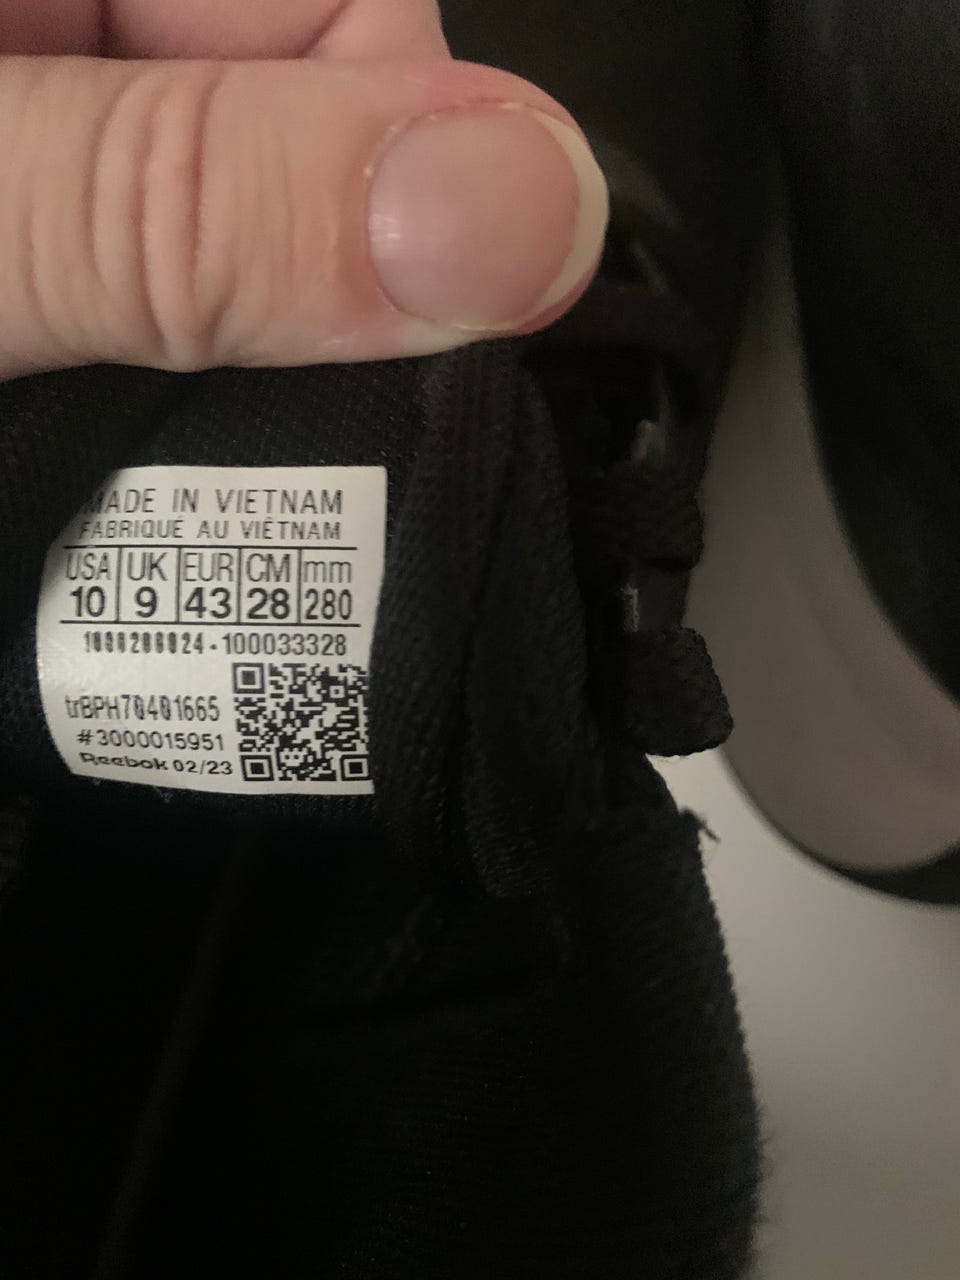 MADE IN VIETNAM
FABRIQUÉ AU VIÊTNAM
USA UK EUR CM mm
10 9 43 28 280
100033328
trBPH70401665
#3000015951
Reebok 02/23